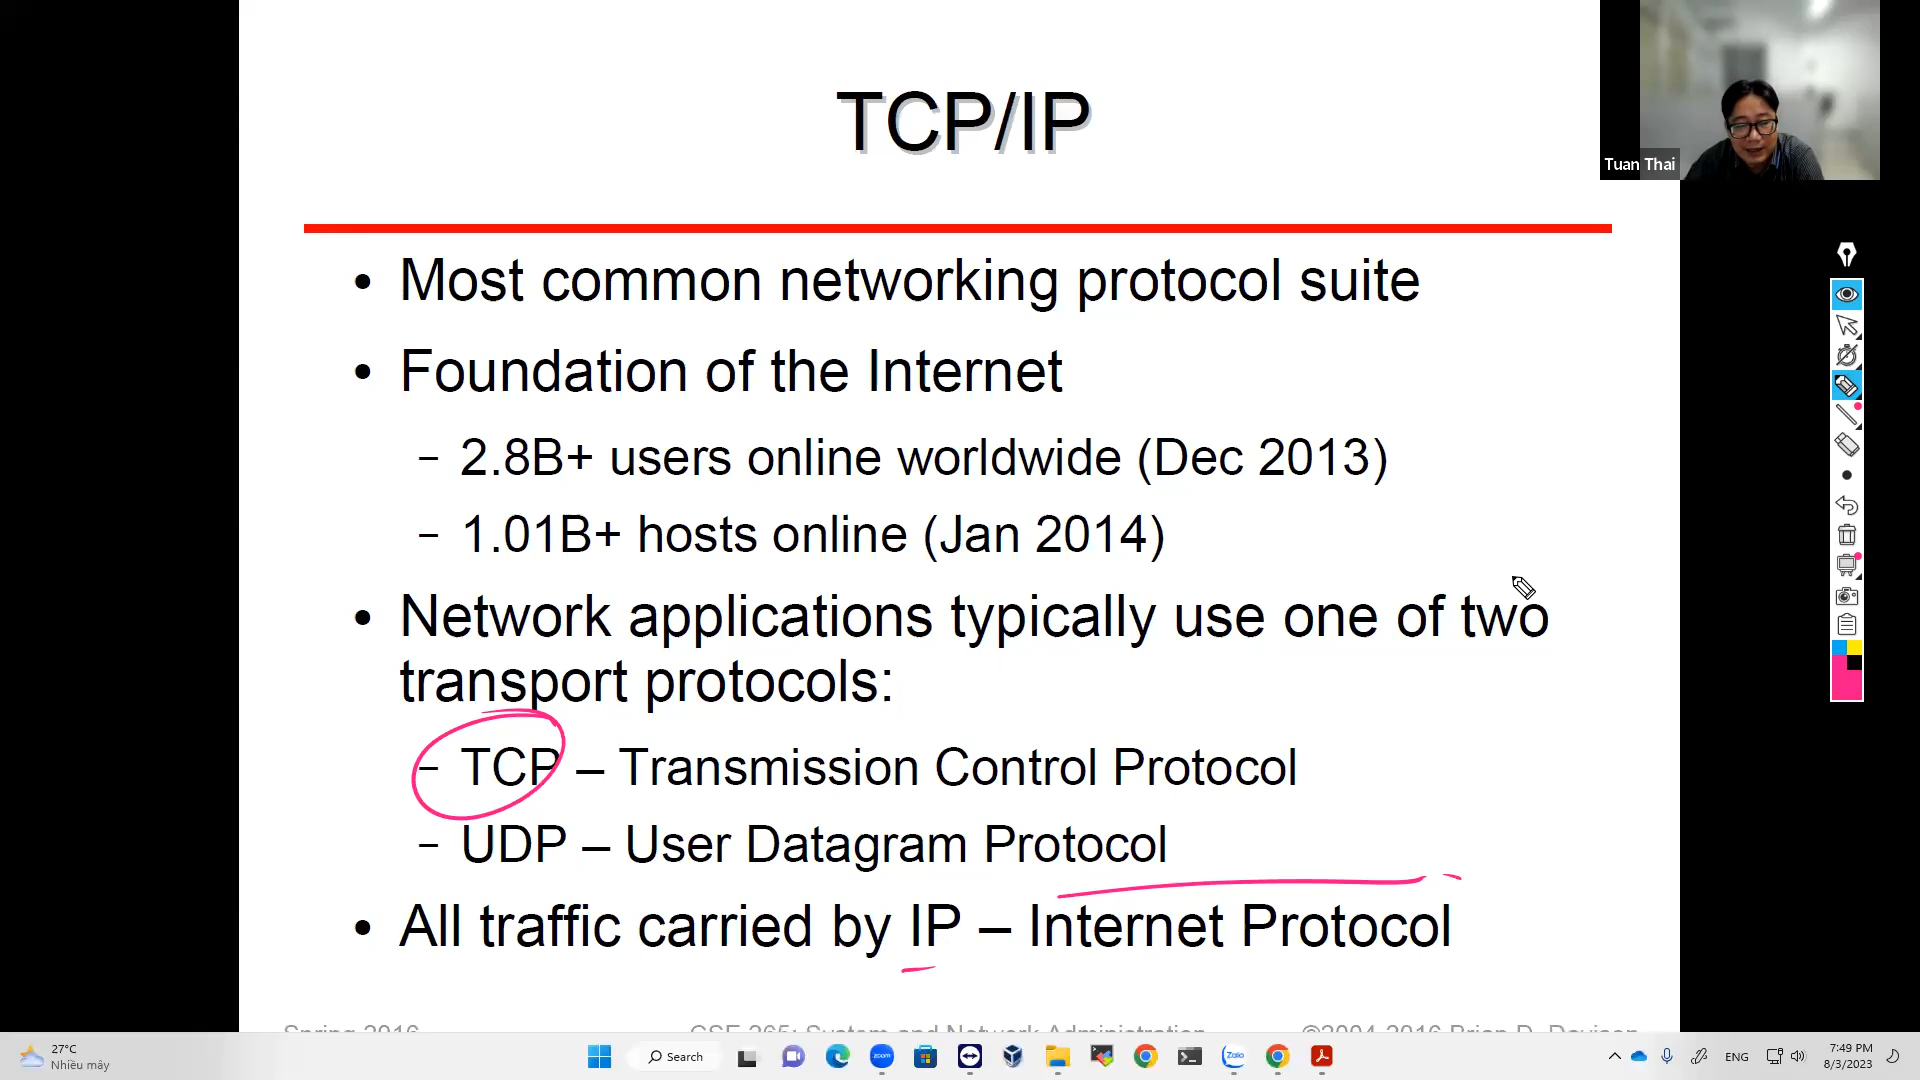 TCP/IP
Tuan Thai
• Most common networking protocol suite
• Foundation of the Internet
– 2.8B+ users online worldwide (Dec 2013)
– 1.01B+ hosts online (Jan 2014)
• Network applications typically use one of two
transport protocols:
– TCP – Transmission Control Protocol
– UDP – User Datagram Protocol
• All traffic carried by IP – Internet Protocol
Spring 2016 CSE 265: System and Network Administration ©2004-2016 Brian D. Davison
27°C
Nhiều mây
Search
zoom
Zalo
ENG
7:49 PM
8/3/2023